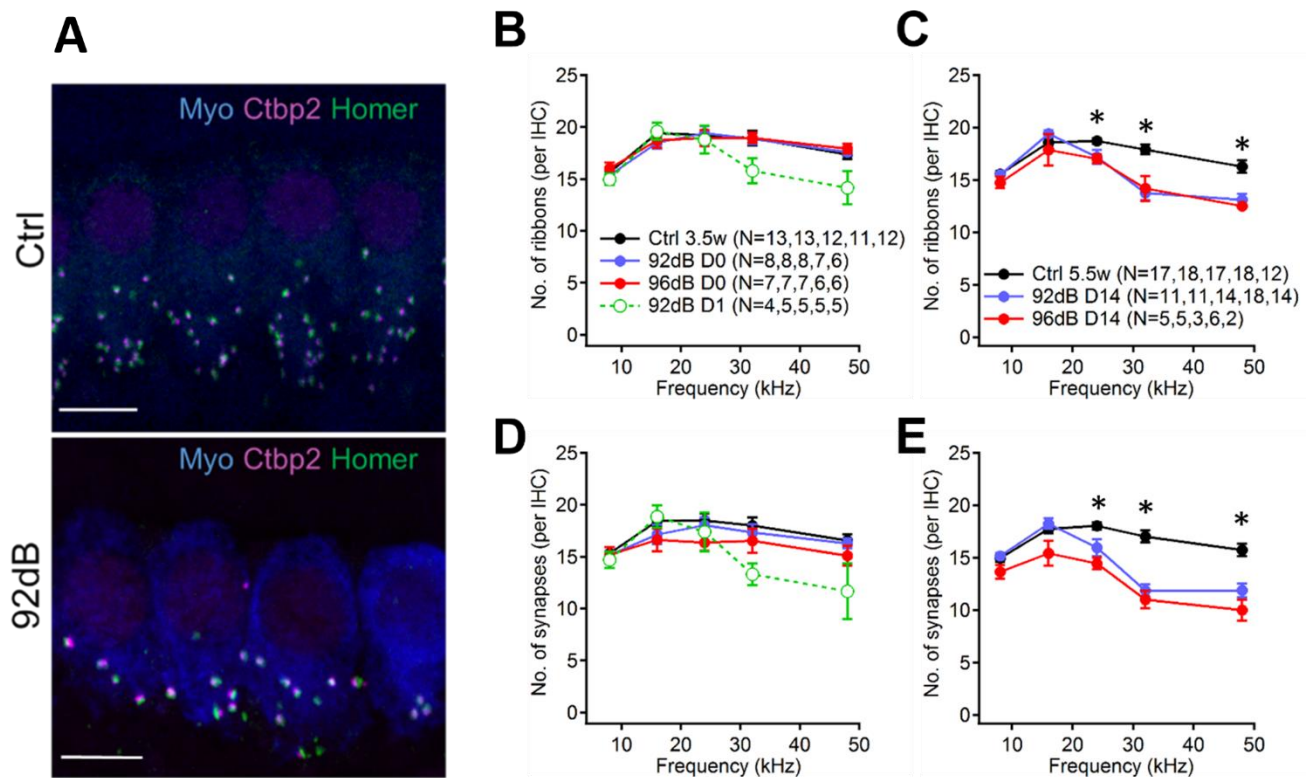 A
Myo Ctbp2 Homer
Ctrl
Myo Ctbp2 Homer
92dB
B
No. of ribbons (per IHC)
25
20
15
10
5
0
Ctrl 3.5w (N=13,13,12,11,12)
92dB D0 (N=8,8,8,7,6)
96dB D0 (N=7,7,7,6,6)
92dB D1 (N=4,5,5,5,5)
10 20 30 40 50
Frequency (kHz)
C
No. of ribbons (per IHC)
25
20
15
10
5
0
* * *
Ctrl 5.5w (N=17,18,17,18,12)
92dB D14 (N=11,11,14,18,14)
96dB D14 (N=5,5,3,6,2)
10 20 30 40 50
Frequency (kHz)
D
No. of synapses (per IHC)
25
20
15
10
5
0
10 20 30 40 50
Frequency (kHz)
E
No. of synapses (per IHC)
25
20
15
10
5
0
* * *
10 20 30 40 50
Frequency (kHz)